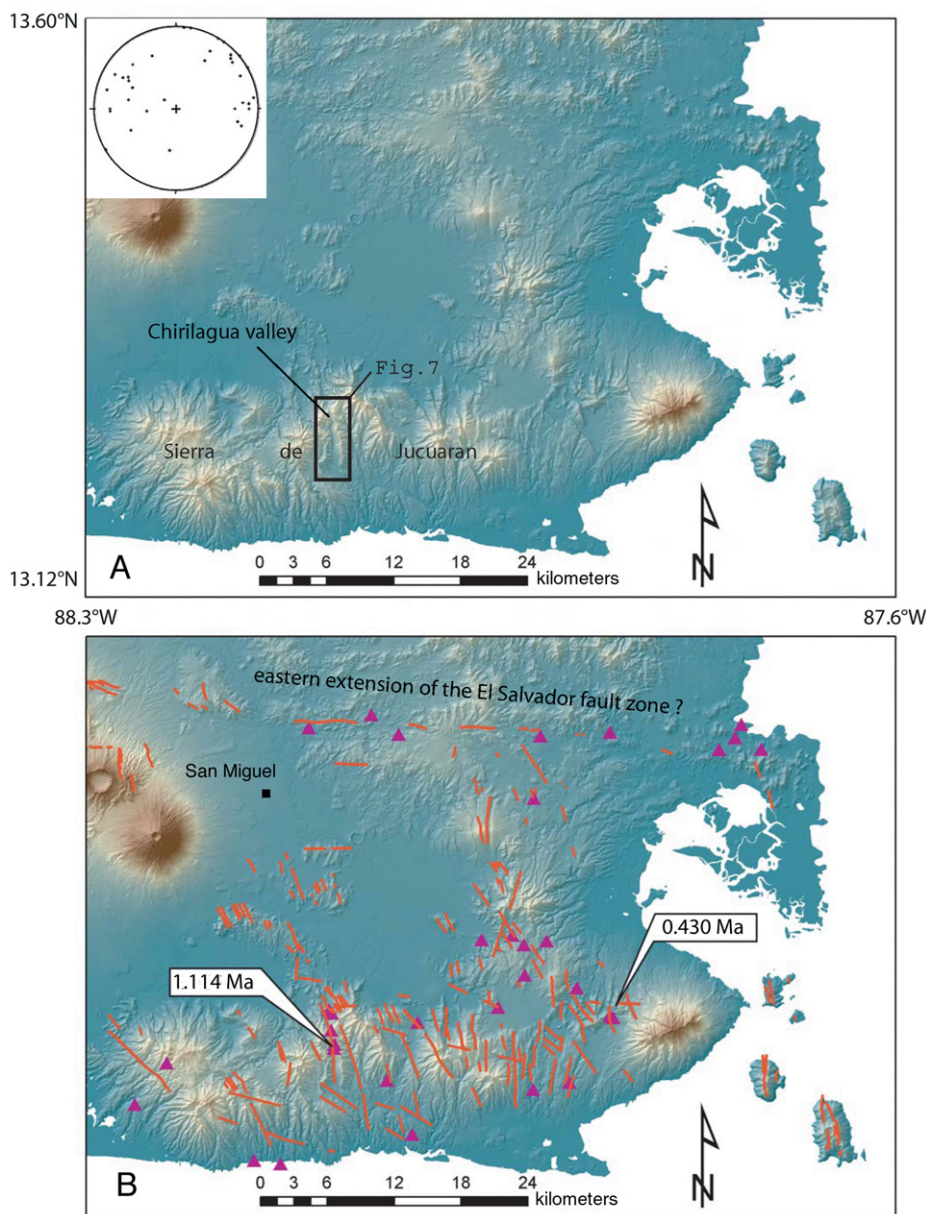 13.60°N
Chirilagua valley
Fig.7
Sierra de Jucuaran
A
N
0 3 6 12 18 24
kilometers
13.12°N
88.3°W
87.6°W
eastern extension of the El Salvador fault zone ?
San Miguel
0.430 Ma
1.114 Ma
B
N
0 3 6 12 18 24
kilometers